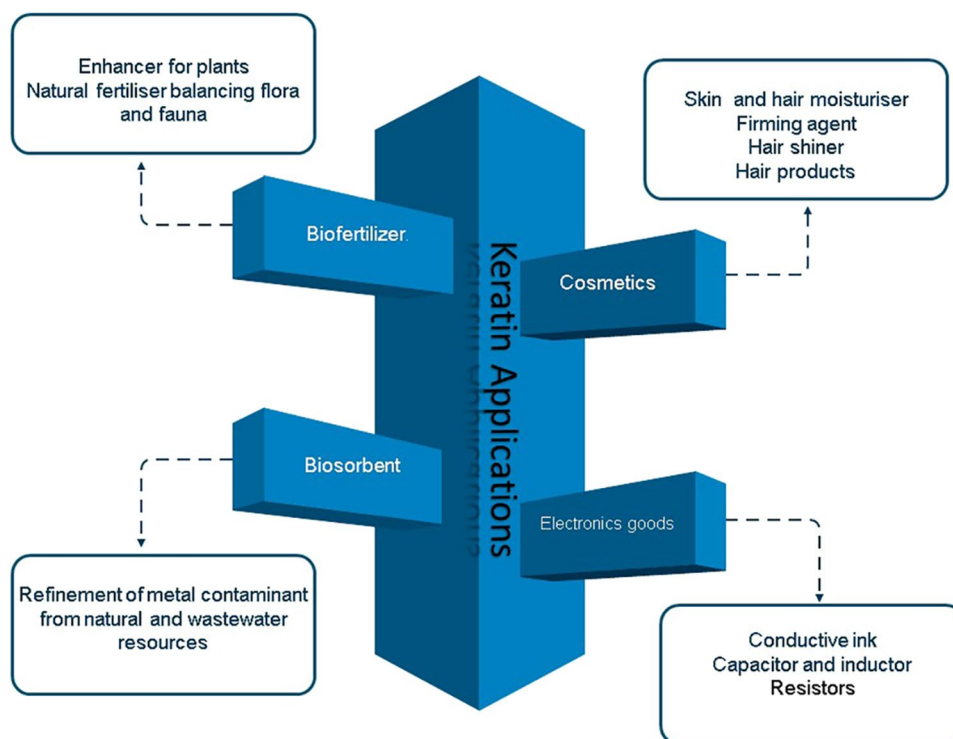 Enhancer for plants
Natural fertiliser balancing flora
and fauna
Skin and hair moisturiser
Firming agent
Hair shiner
Hair products
Biofertilizer.
Cosmetics
Keratin Applications
Biosorbent
Electronics goods
Refinement of metal contaminant
from natural and wastewater
resources
Conductive ink
Capacitor and inductor
Resistors